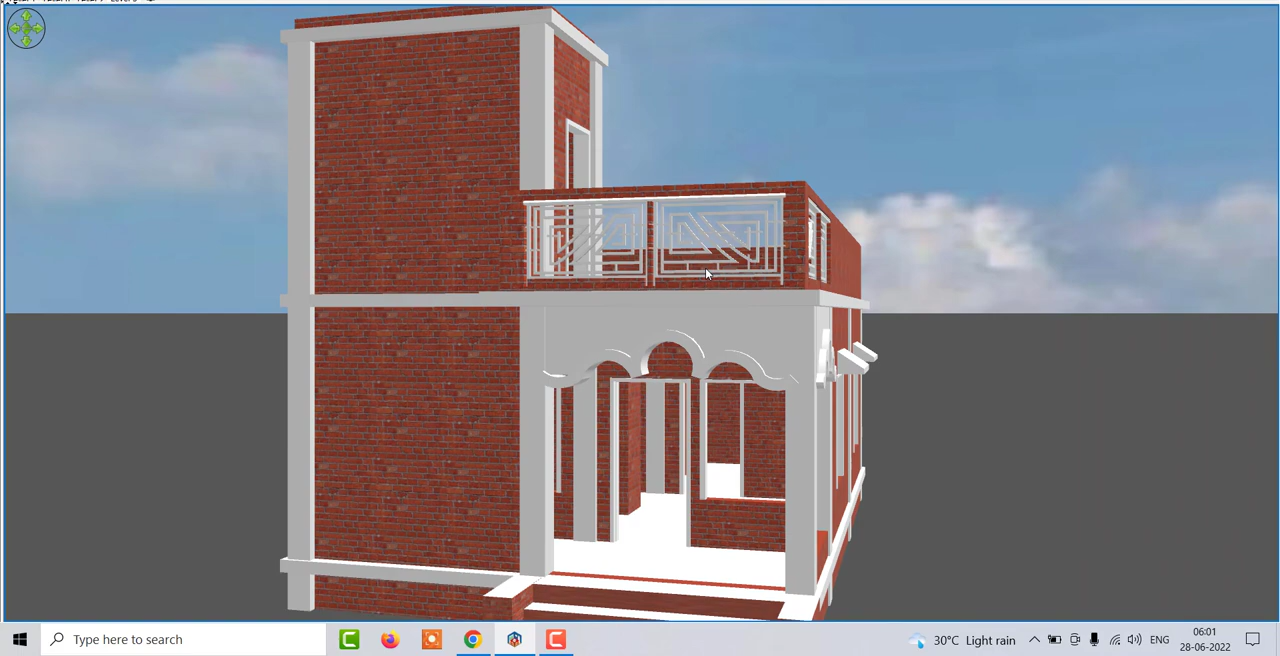 Type here to search
30°C Light rain
ENG
06:01
28-06-2022